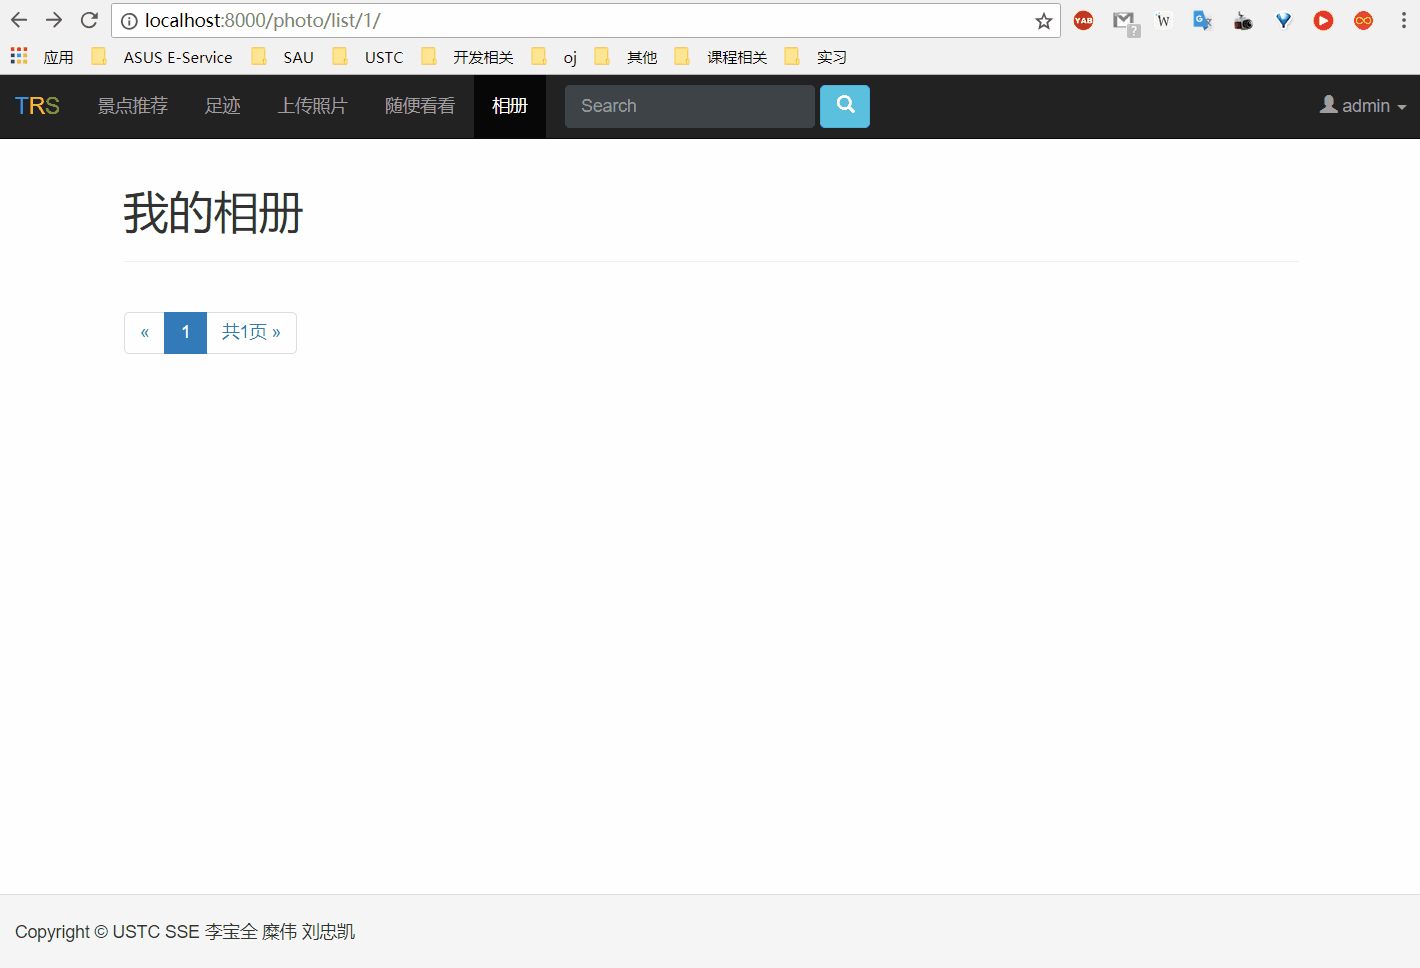 localhost:8000/photo/list/1/
YAB
?
W
G
应用 ASUS E-Service SAU USTC 开发相关 oj 其他 课程相关 实习
TRS 景点推荐 足迹 上传照片 随便看看 相册 Search admin
我的相册
« 1 共1页 »
Copyright © USTC SSE 李宝全 糜伟 刘忠凯